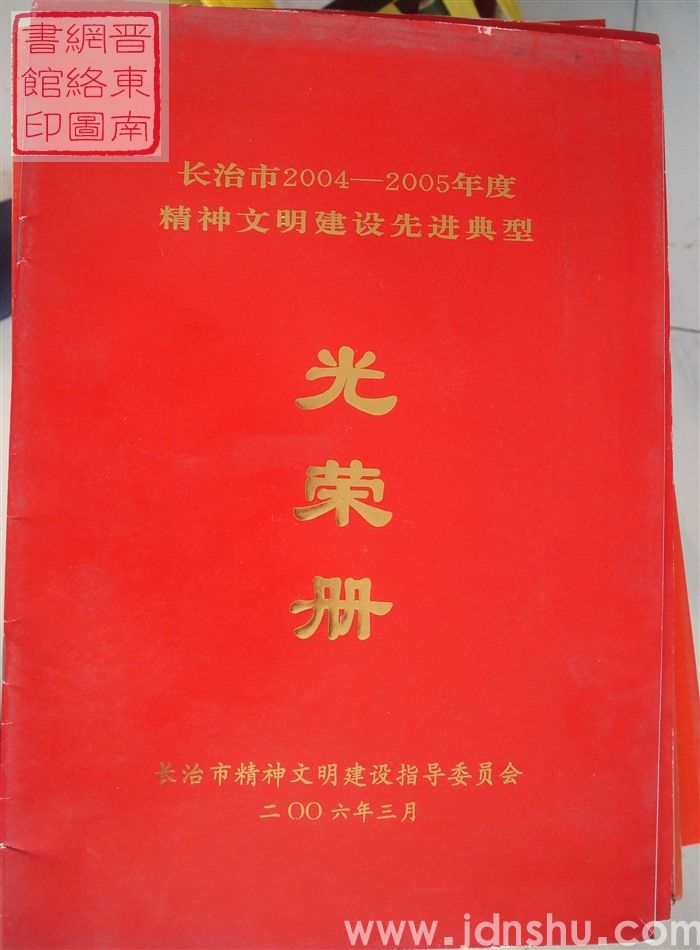 晋東南
網絡圖
書館印
长治市2004—2005年度
精神文明建设先进典型
光
荣
册
长治市精神文明建设指导委员会
二〇〇六年三月
www.jdnshu.com